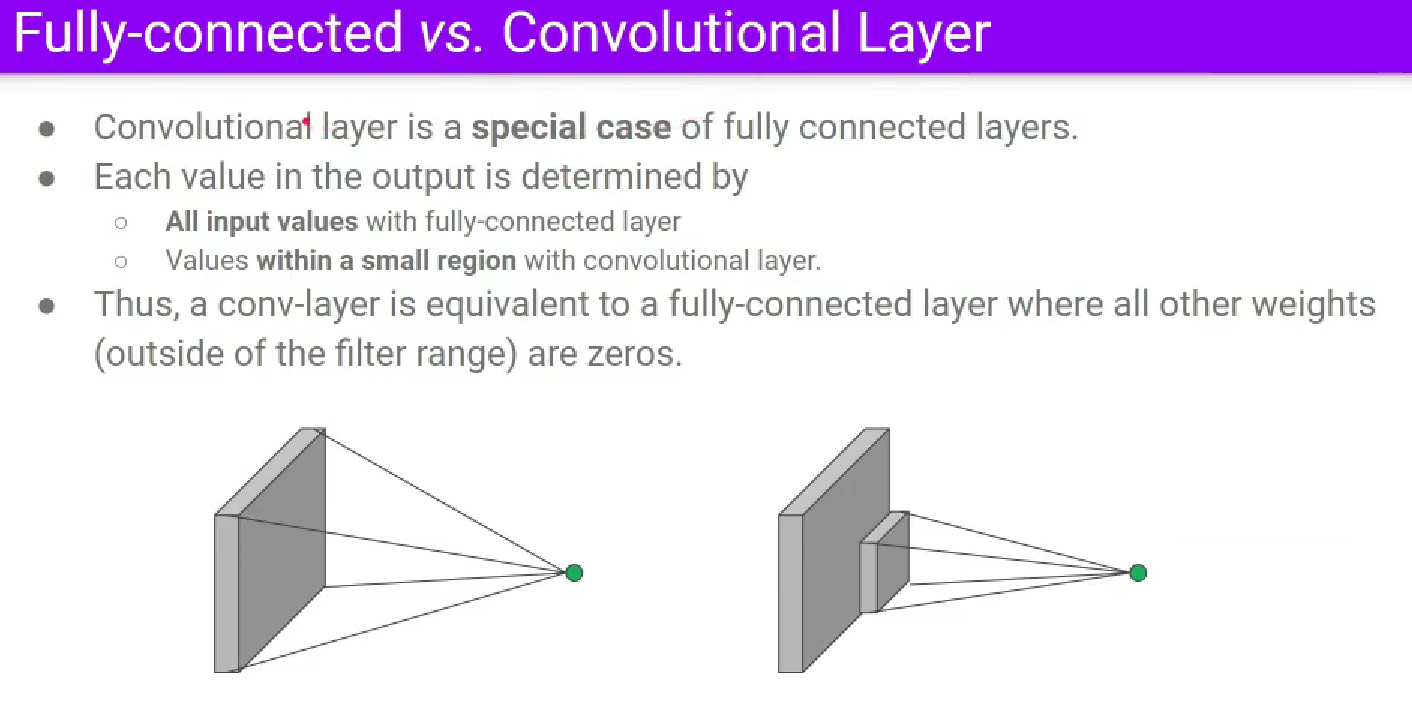 Fully-connected vs. Convolutional Layer
● Convolutional layer is a special case of fully connected layers.
● Each value in the output is determined by
○ All input values with fully-connected layer
○ Values within a small region with convolutional layer.
● Thus, a conv-layer is equivalent to a fully-connected layer where all other weights
(outside of the filter range) are zeros.